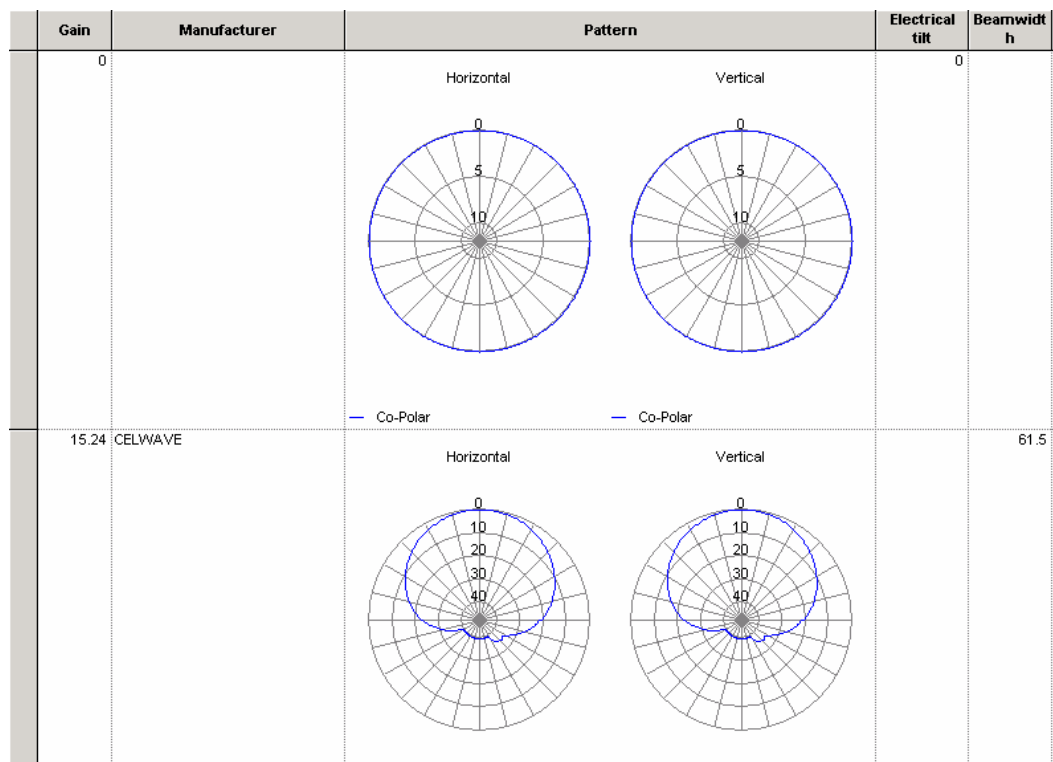 Gain Manufacturer Pattern Electrical tilt Beamwidt h
0 0
Horizontal Vertical
0 0
5 5
10 10
Co-Polar Co-Polar
15.24 CELWAVE 61.5
Horizontal Vertical
0 0
10 10
20 20
30 30
40 40